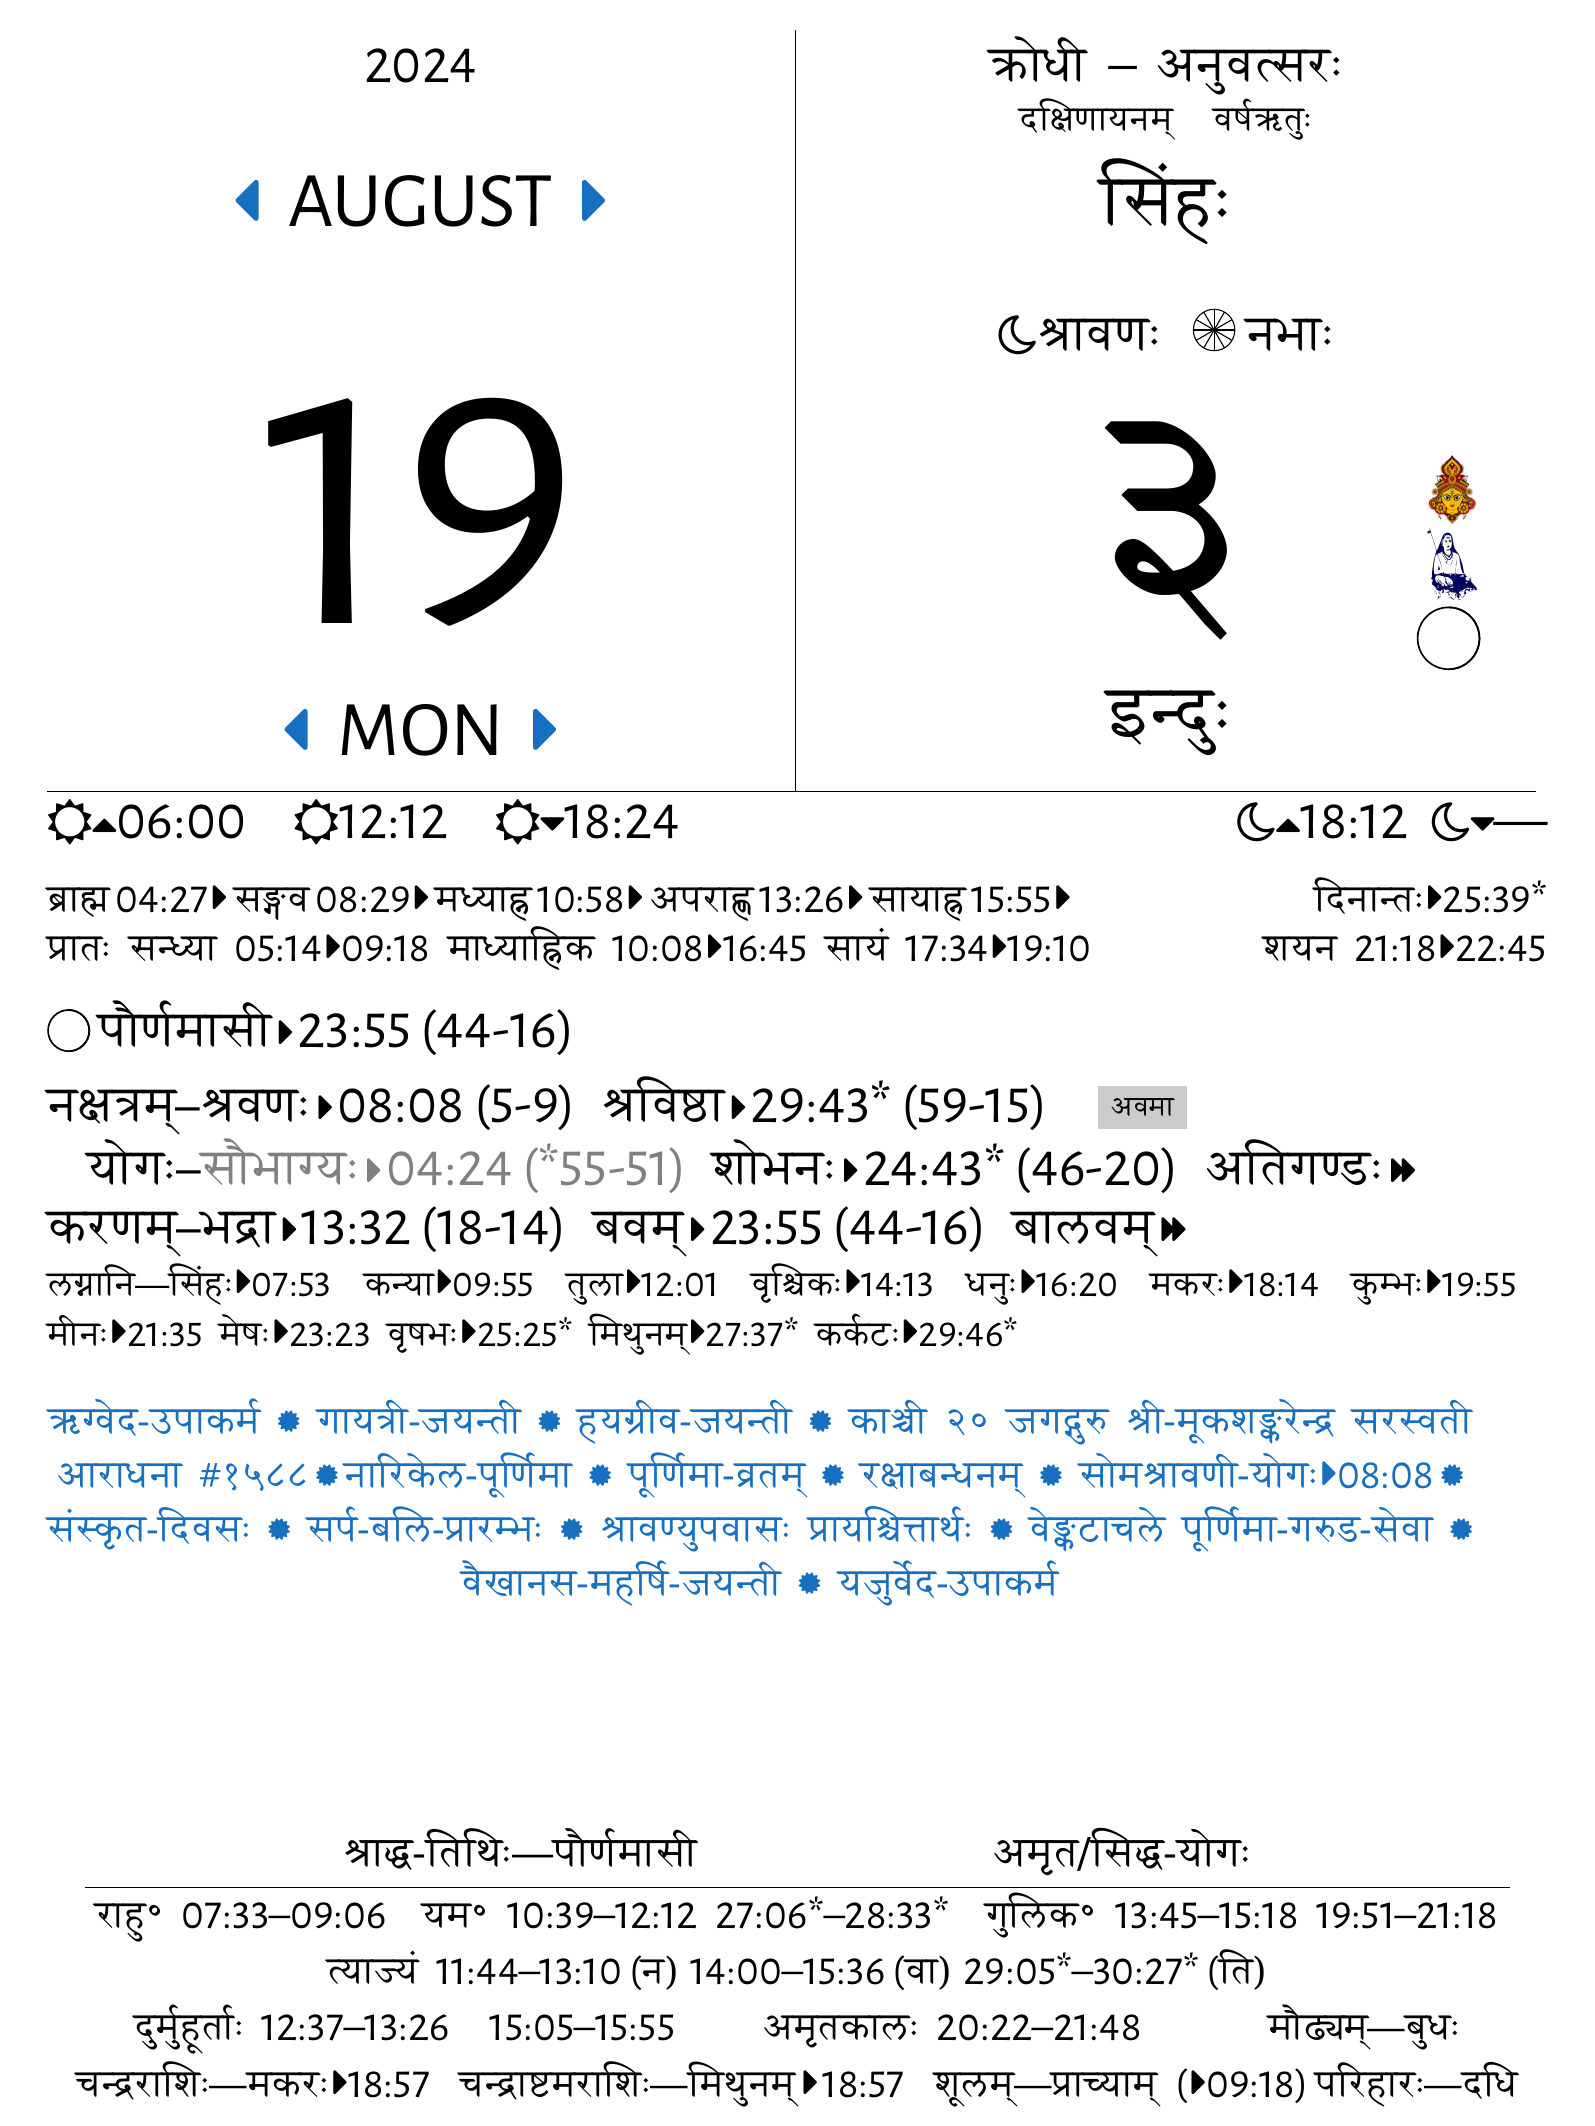 2024
AUGUST
19
MON
क्रोधी – अनुवत्सरः
दक्षिणायनम् वर्षऋतुः
सिंहः
श्रावणः नभाः
३
इन्दुः
06:00 12:12 18:24 18:12 —
ब्राह्म 04:27 सङ्गव 08:29 मध्याह्न 10:58 अपराह्ण 13:26 सायाह्न 15:55 दिनान्तः 25:39*
प्रातः सन्ध्या 05:14 09:18 माध्याह्निक 10:08 16:45 सायं 17:34 19:10 शयन 21:18 22:45
पौर्णमासी 23:55 (44-16)
नक्षत्रम्–श्रवणः 08:08 (5-9) श्रविष्ठा 29:43* (59-15) अवमा
योगः–सौभाग्यः 04:24 (*55-51) शोभनः 24:43* (46-20) अतिगण्डः
करणम्–भद्रा 13:32 (18-14) बवम् 23:55 (44-16) बालवम्
लग्नानि—सिंहः 07:53 कन्या 09:55 तुला 12:01 वृश्चिकः 14:13 धनुः 16:20 मकरः 18:14 कुम्भः 19:55
मीनः 21:35 मेषः 23:23 वृषभः 25:25* मिथुनम् 27:37* कर्कटः 29:46*
ऋग्वेद-उपाकर्म ✹ गायत्री-जयन्ती ✹ हयग्रीव-जयन्ती ✹ काञ्ची २० जगद्गुरु श्री-मूकशङ्करेन्द्र सरस्वती
आराधना #१५८८ ✹ नारिकेल-पूर्णिमा ✹ पूर्णिमा-व्रतम् ✹ रक्षाबन्धनम् ✹ सोमश्रावणी-योगः 08:08 ✹
संस्कृत-दिवसः ✹ सर्प-बलि-प्रारम्भः ✹ श्रावण्युपवासः प्रायश्चित्तार्थः ✹ वेङ्कटाचले पूर्णिमा-गरुड-सेवा ✹
वैखानस-महर्षि-जयन्ती ✹ यजुर्वेद-उपाकर्म
श्राद्ध-तिथिः—पौर्णमासी अमृत/सिद्ध-योगः
राहु॰ 07:33–09:06 यम॰ 10:39–12:12 27:06*–28:33* गुलिक॰ 13:45–15:18 19:51–21:18
त्याज्यं 11:44–13:10 (न) 14:00–15:36 (वा) 29:05*–30:27* (ति)
दुर्मुहूर्ताः 12:37–13:26 15:05–15:55 अमृतकालः 20:22–21:48 मौढ्यम्—बुधः
चन्द्रराशिः—मकरः 18:57 चन्द्राष्टमराशिः—मिथुनम् 18:57 शूलम्—प्राच्याम् ( 09:18) परिहारः—दधि